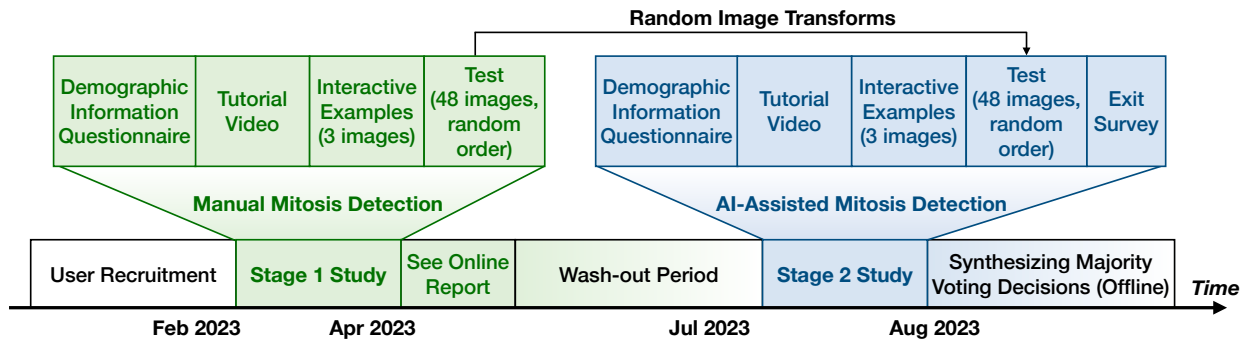 Random Image Transforms
Demographic
Information
Questionnaire
Tutorial
Video
Interactive
Examples
(3 images)
Test
(48 images,
random
order)
Demographic
Information
Questionnaire
Tutorial
Video
Interactive
Examples
(3 images)
Test
(48 images,
random
order)
Exit
Survey
Manual Mitosis Detection
AI-Assisted Mitosis Detection
User Recruitment
Stage 1 Study
See Online
Report
Wash-out Period
Stage 2 Study
Synthesizing Majority
Voting Decisions (Offline)
Time
Feb 2023
Apr 2023
Jul 2023
Aug 2023